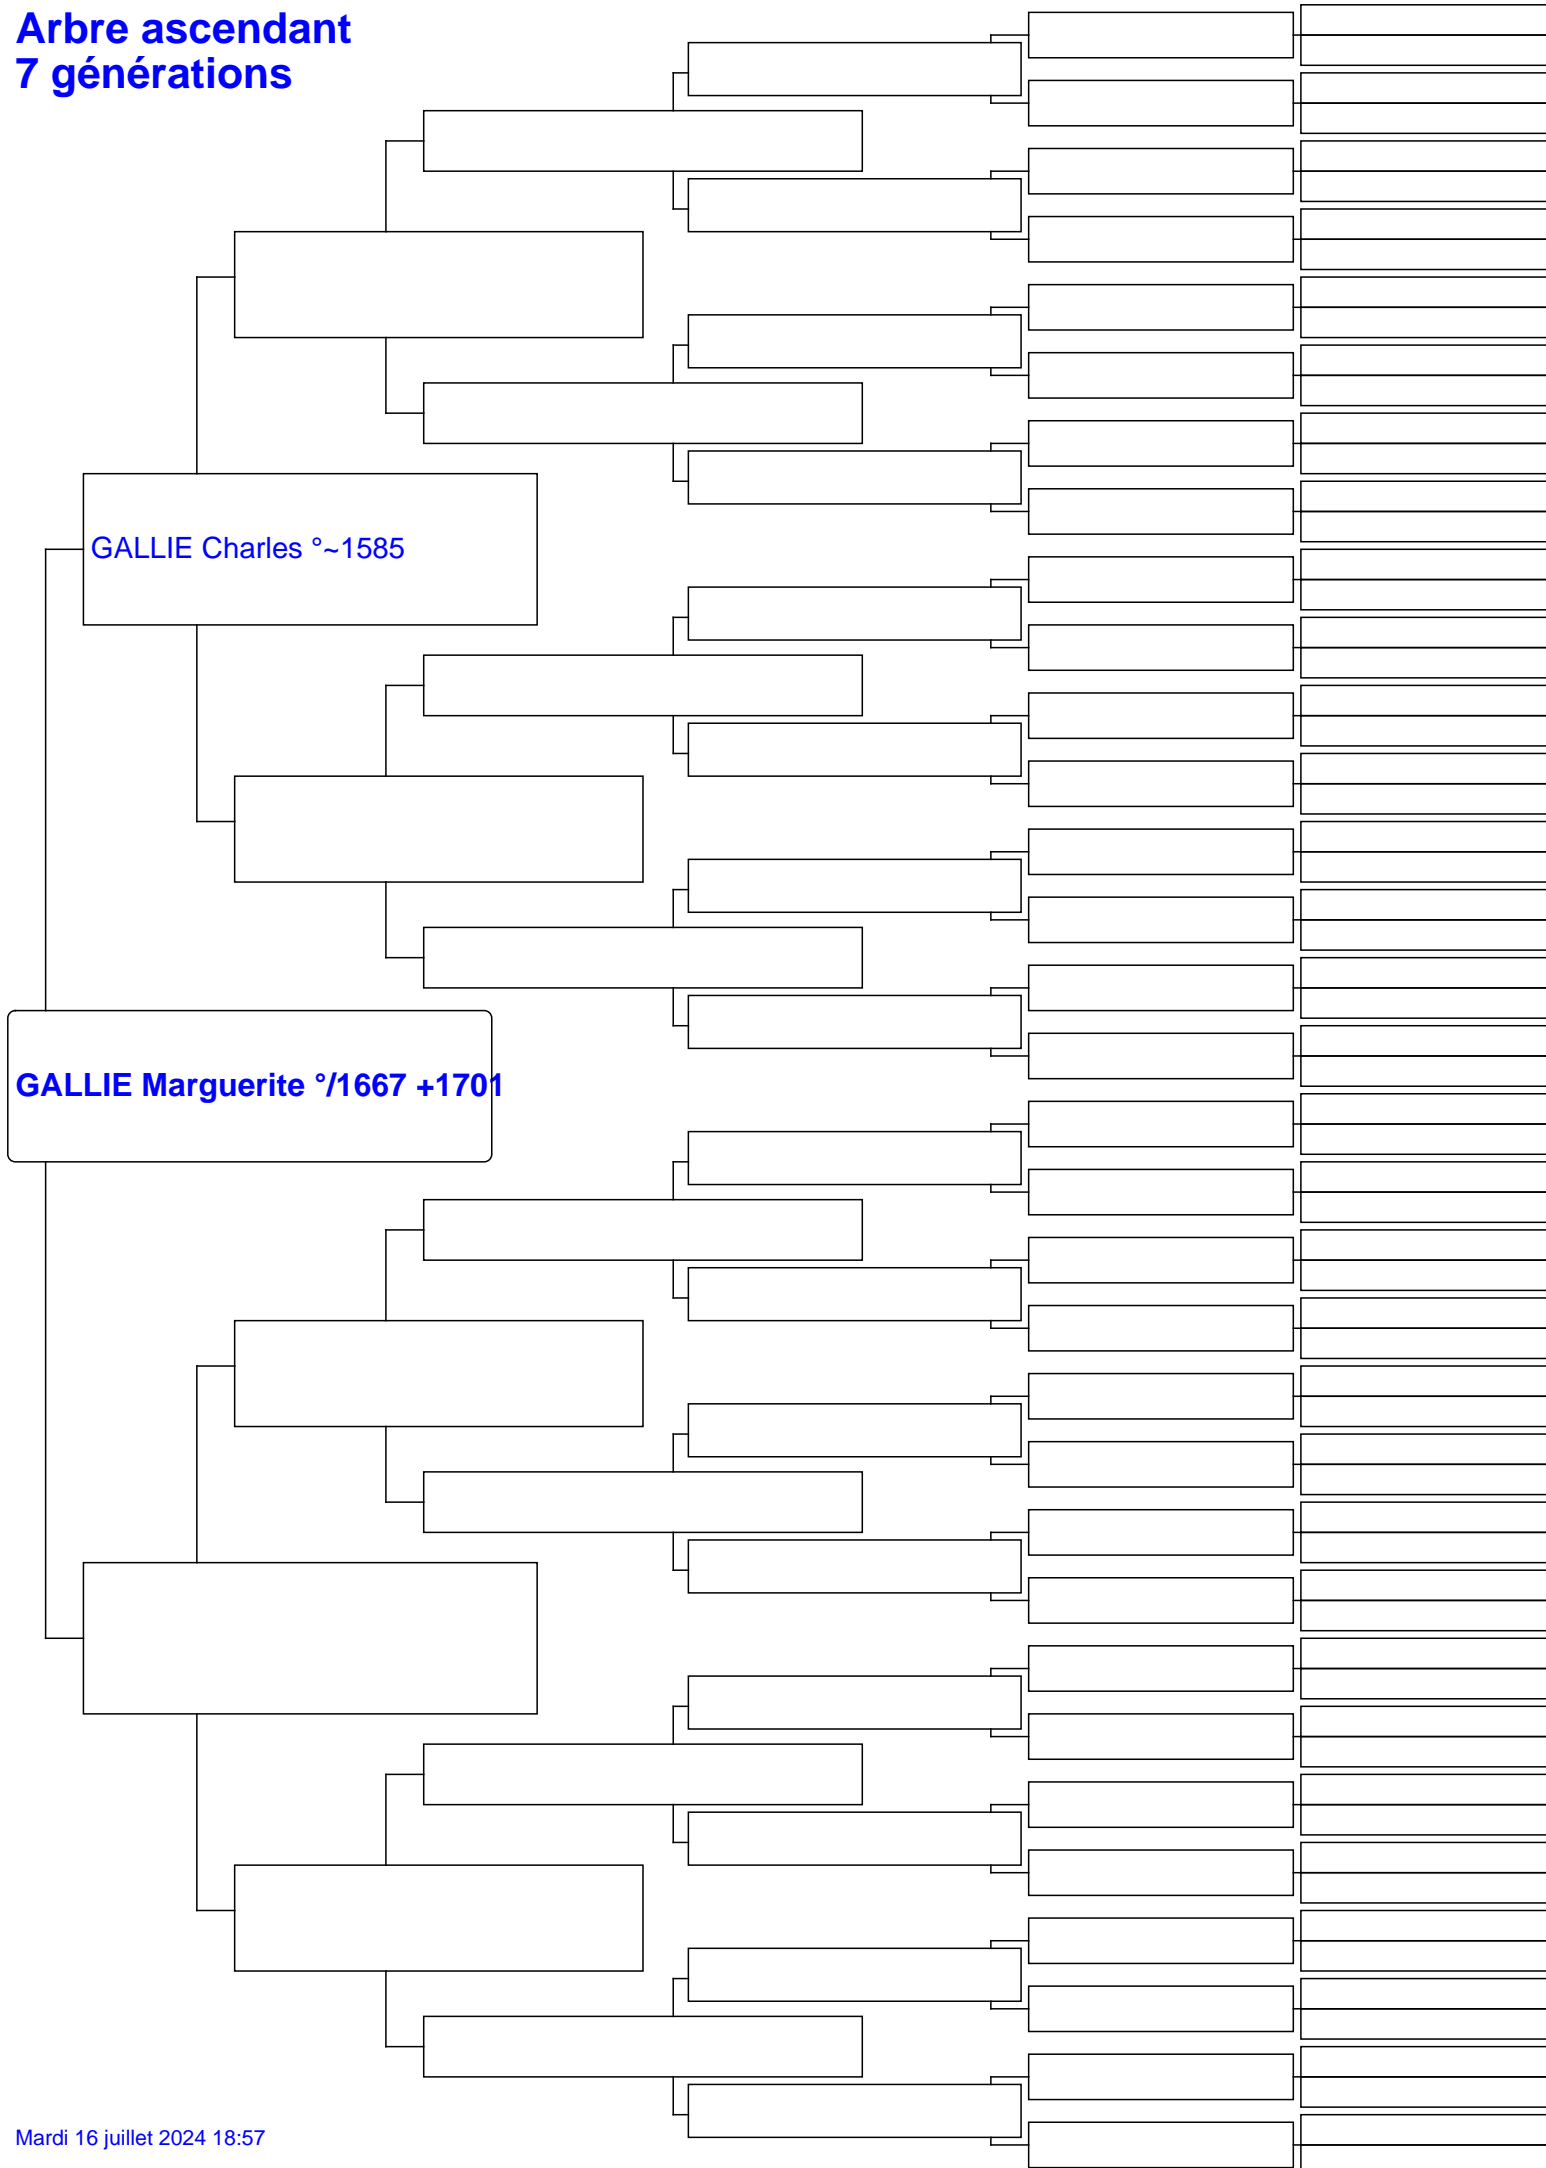 Arbre ascendant
7 générations
GALLIE Charles °~1585
GALLIE Marguerite °/1667 +1701
Mardi 16 juillet 2024 18:57